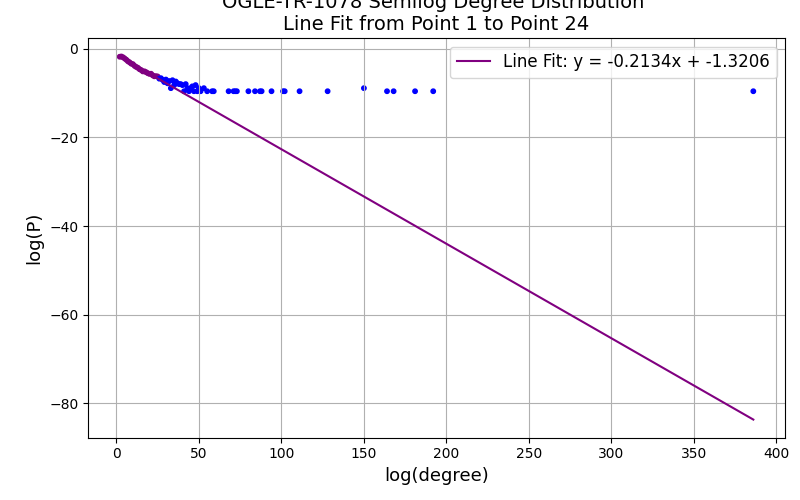 OGLE-TR-1078 Semilog Degree Distribution
Line Fit from Point 1 to Point 24
Line Fit: y = -0.2134x + -1.3206
0
−20
−40
−60
−80
log(P)
0
50
100
150
200
250
300
350
400
log(degree)